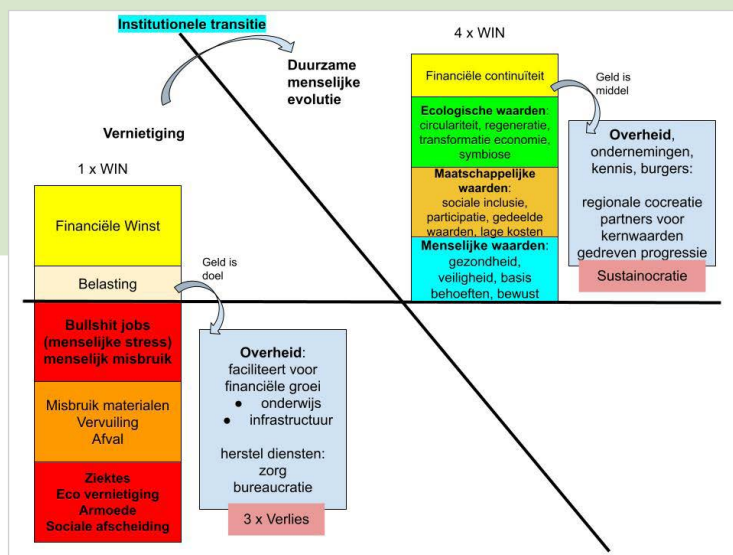 Institutionele transitie
Duurzame
menselijke
evolutie
Vernietiging
1 x WIN
Financiële Winst
Belasting
Geld is
doel
Bullshit jobs
(menselijke stress)
menselijk misbruik
Misbruik materialen
Vervuiling
Afval
Ziektes
Eco vernietiging
Armoede
Sociale afscheiding
Overheid:
faciliteert voor
financiële groei
● onderwijs
● infrastructuur
herstel diensten:
zorg
bureaucratie
3 x Verlies
4 x WIN
Financiële continuïteit
Geld is
middel
Ecologische waarden:
circulariteit, regeneratie,
transformatie economie,
symbiose
Maatschappelijke
waarden:
sociale inclusie,
participatie, gedeelde
waarden, lage kosten
Menselijke waarden:
gezondheid,
veiligheid, basis
behoeften, bewust
Overheid,
ondernemingen,
kennis, burgers:
regionale cocreatie
partners voor
kernwaarden
gedreven progressie
Sustainocratie